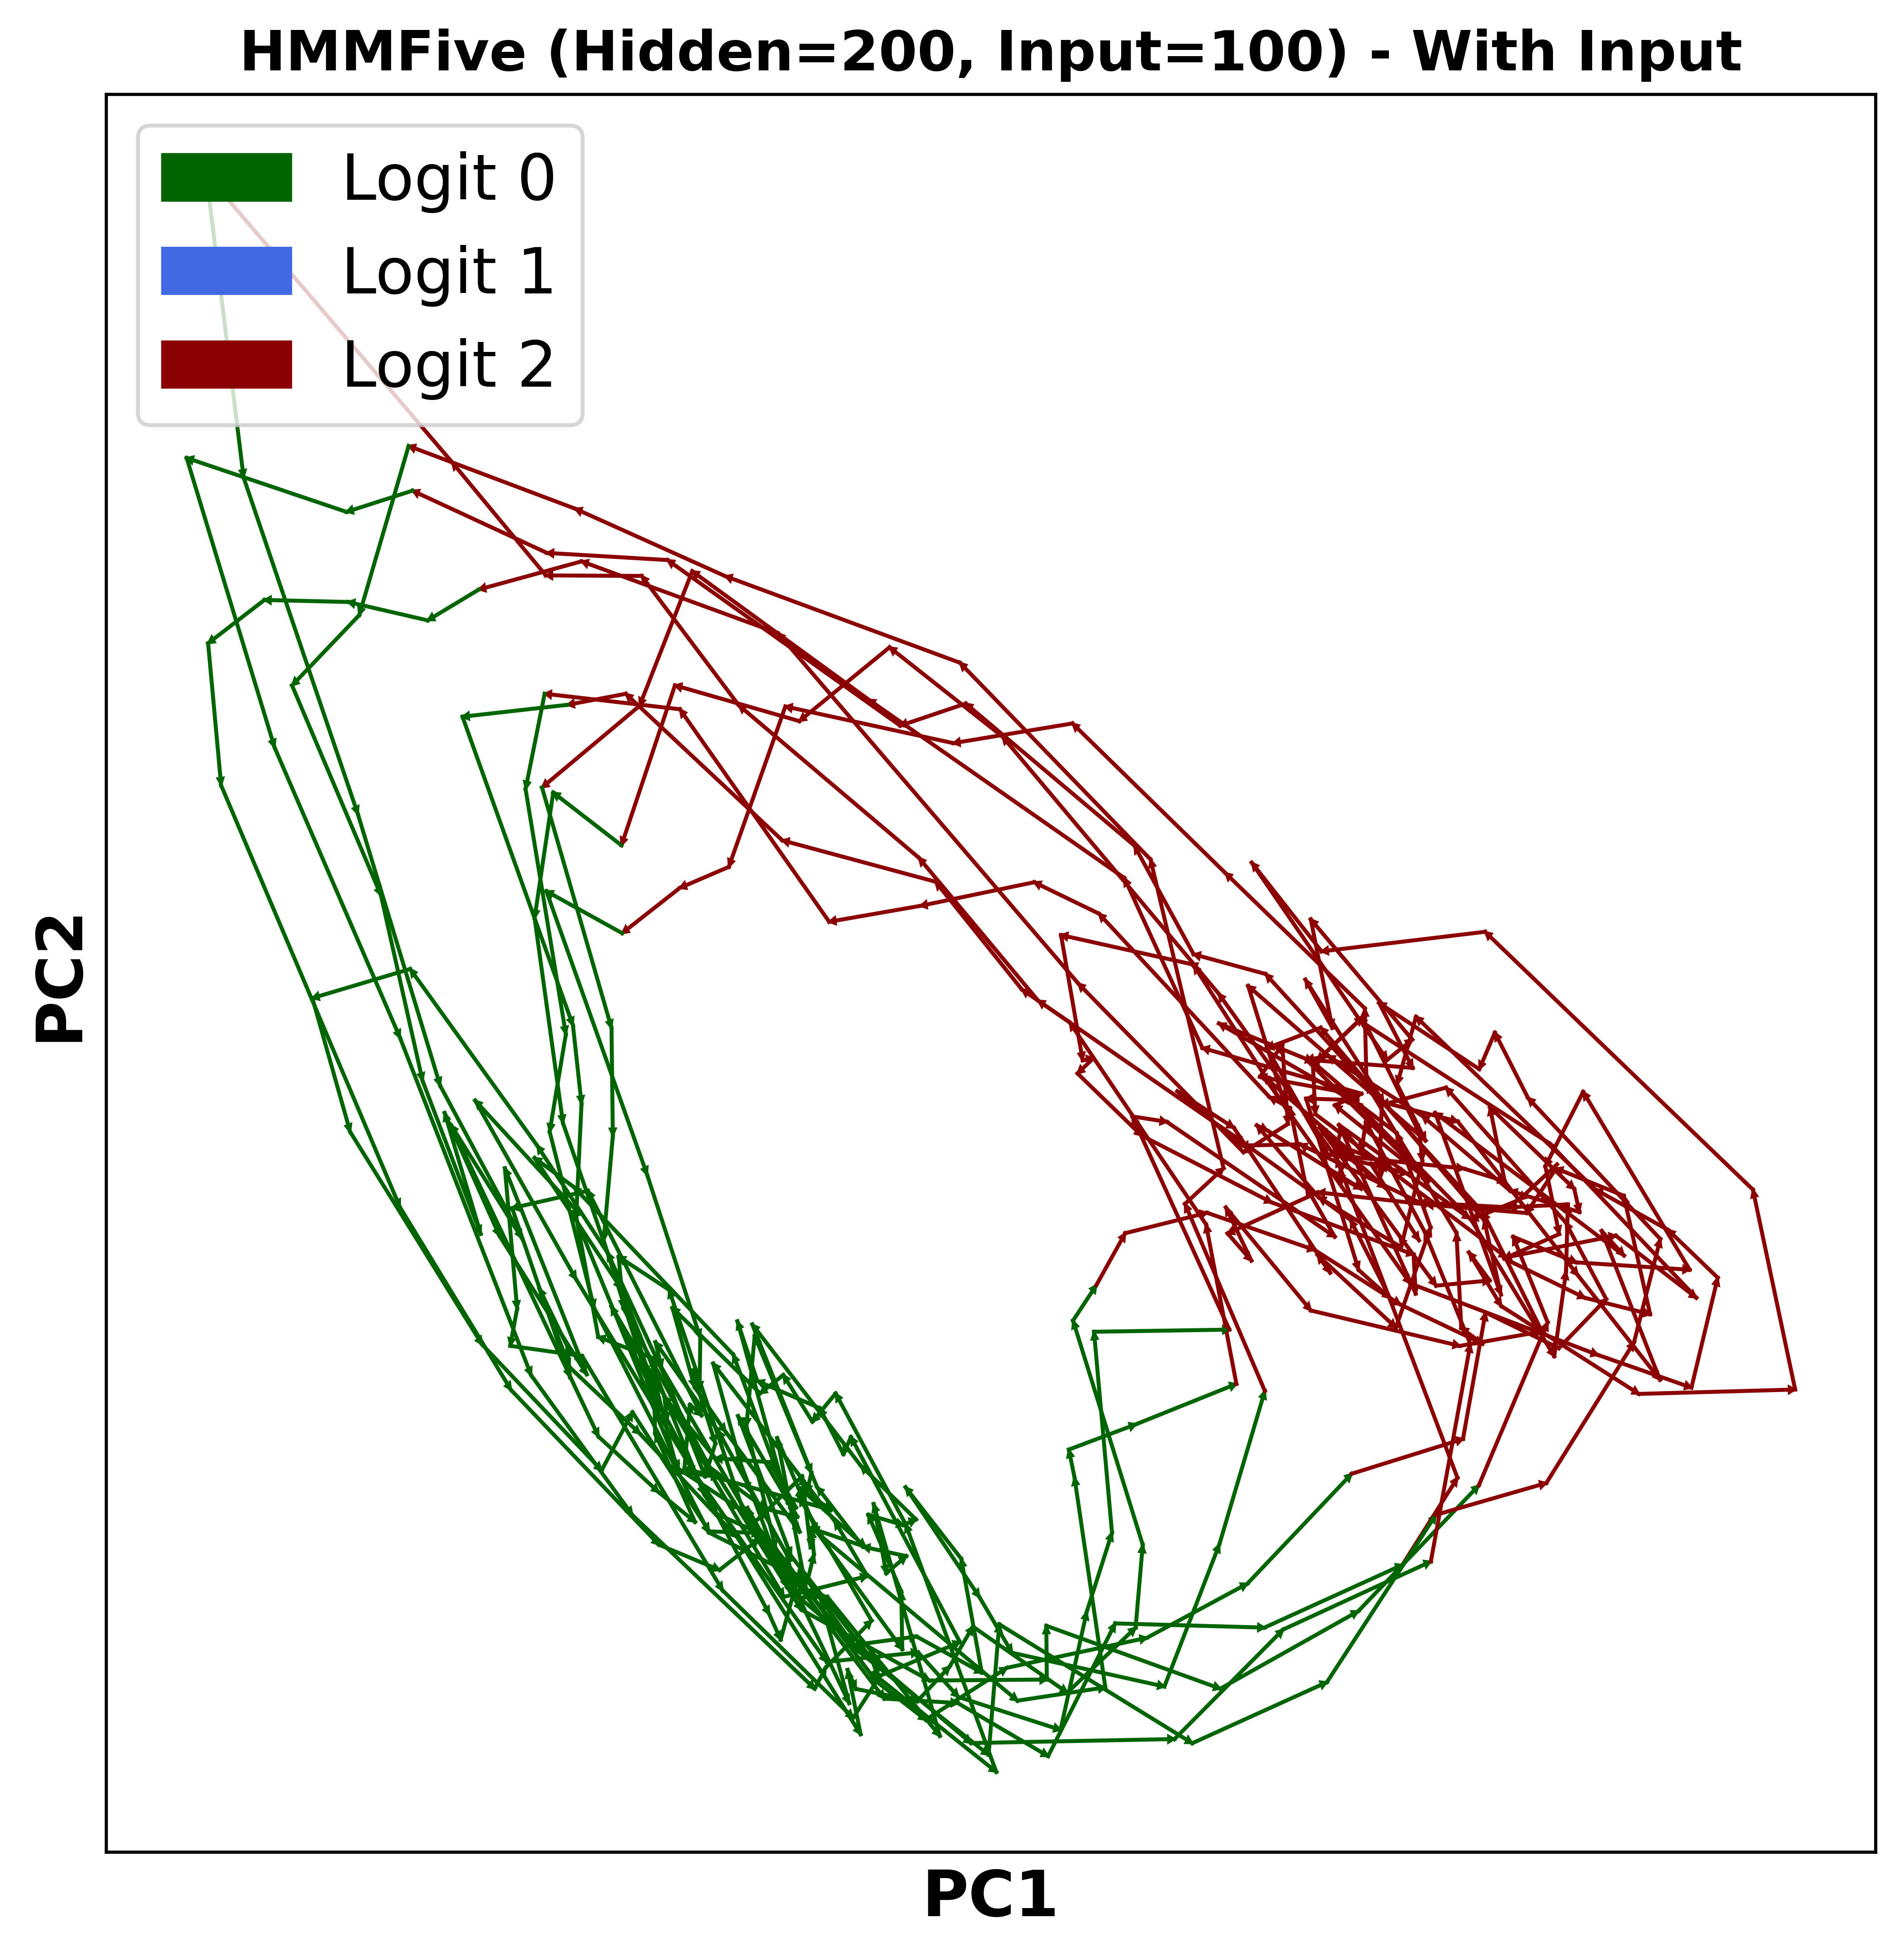 HMMFive (Hidden=200, Input=100) - With Input
Logit 0
Logit 1
Logit 2
PC2
PC1